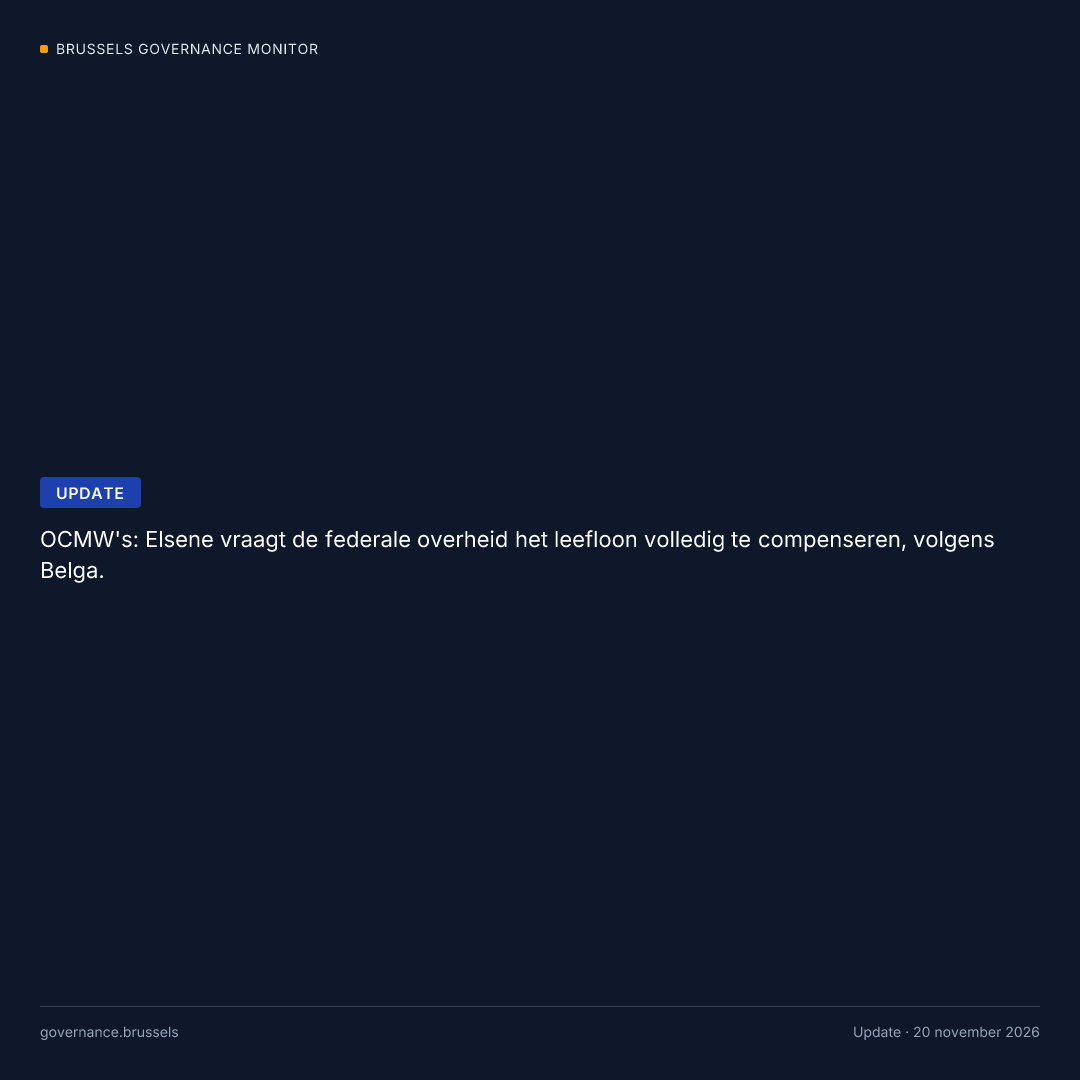 BRUSSELS GOVERNANCE MONITOR
UPDATE
OCMW's: Elsene vraagt de federale overheid het leefloon volledig te compenseren, volgens
Belga.
governance.brussels
Update · 20 november 2026